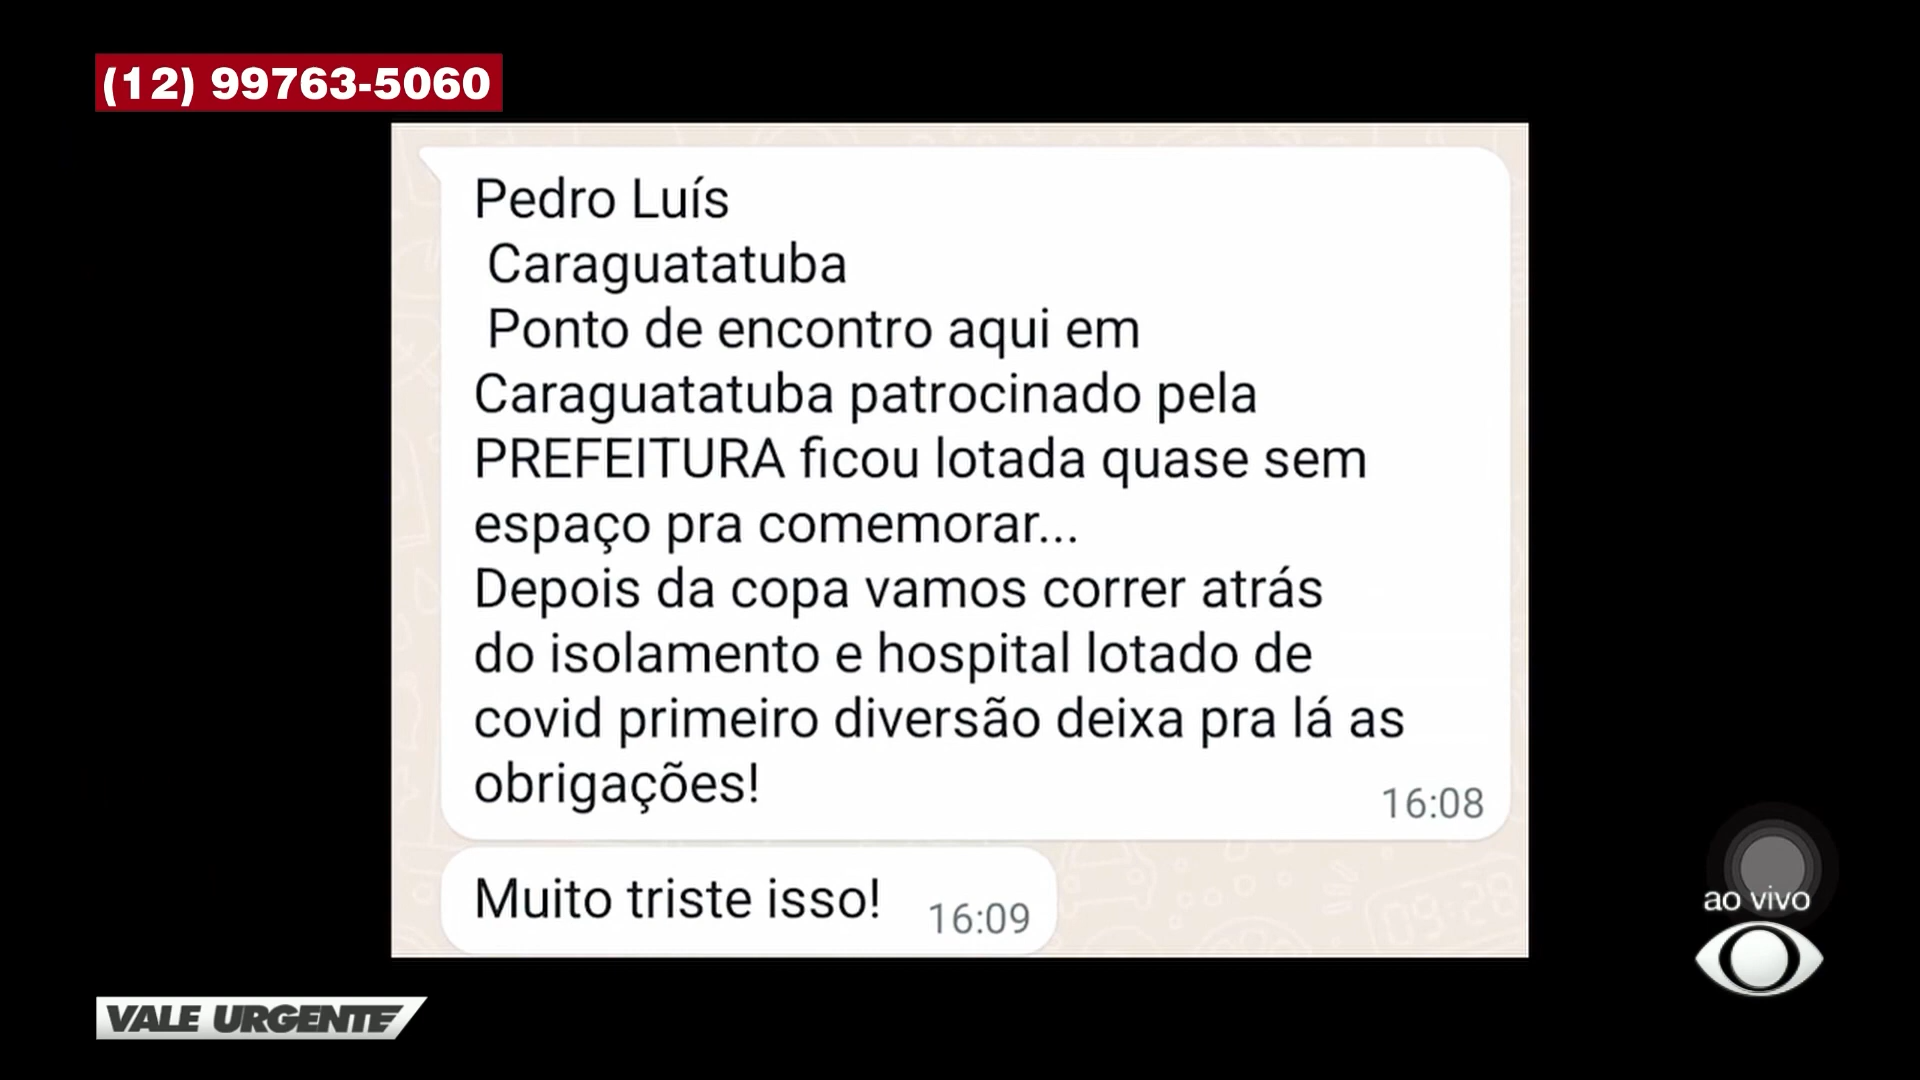 (12) 99763-5060
Pedro Luís
Caraguatatuba
Ponto de encontro aqui em
Caraguatatuba patrocinado pela
PREFEITURA ficou lotada quase sem
espaço pra comemorar...
Depois da copa vamos correr atrás
do isolamento e hospital lotado de
covid primeiro diversão deixa pra lá as
obrigações!
16:08
Muito triste isso!
16:09
09:28
ao vivo
VALE URGENTE